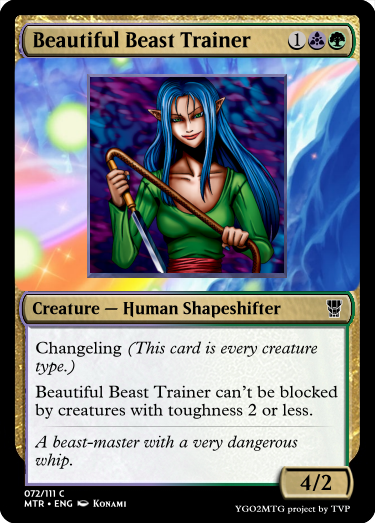 Beautiful Beast Trainer 1
Creature — Human Shapeshifter
Changeling (This card is every creature
type.)
Beautiful Beast Trainer can't be blocked
by creatures with toughness 2 or less.
A beast-master with a very dangerous
whip.
4/2
072/111 C
MTR • ENG Konami
YGO2MTG project by TVP